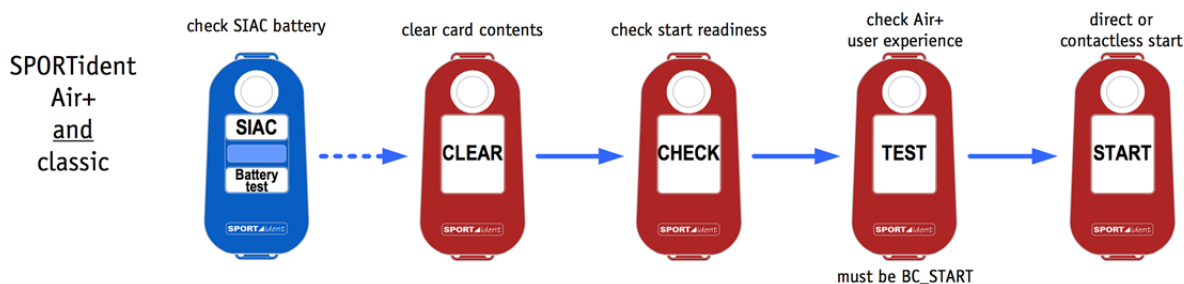 SPORTident
Air+
and
classic
check SIAC battery
SIAC
Battery
test
SPORTident
clear card contents
CLEAR
SPORTident
check start readiness
CHECK
SPORTident
check Air+
user experience
TEST
SPORTident
must be BC_START
direct or
contactless start
START
SPORTident